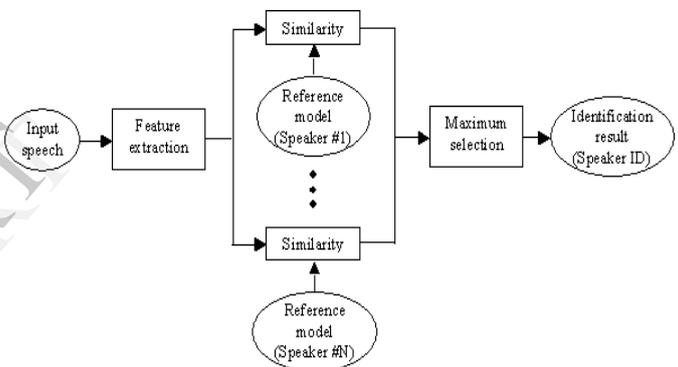 Similarity
Reference
model
(Speaker #1)
Input
speech
Feature
extraction
Maximum
selection
Identification
result
(Speaker ID)
Similarity
Reference
model
(Speaker #N)